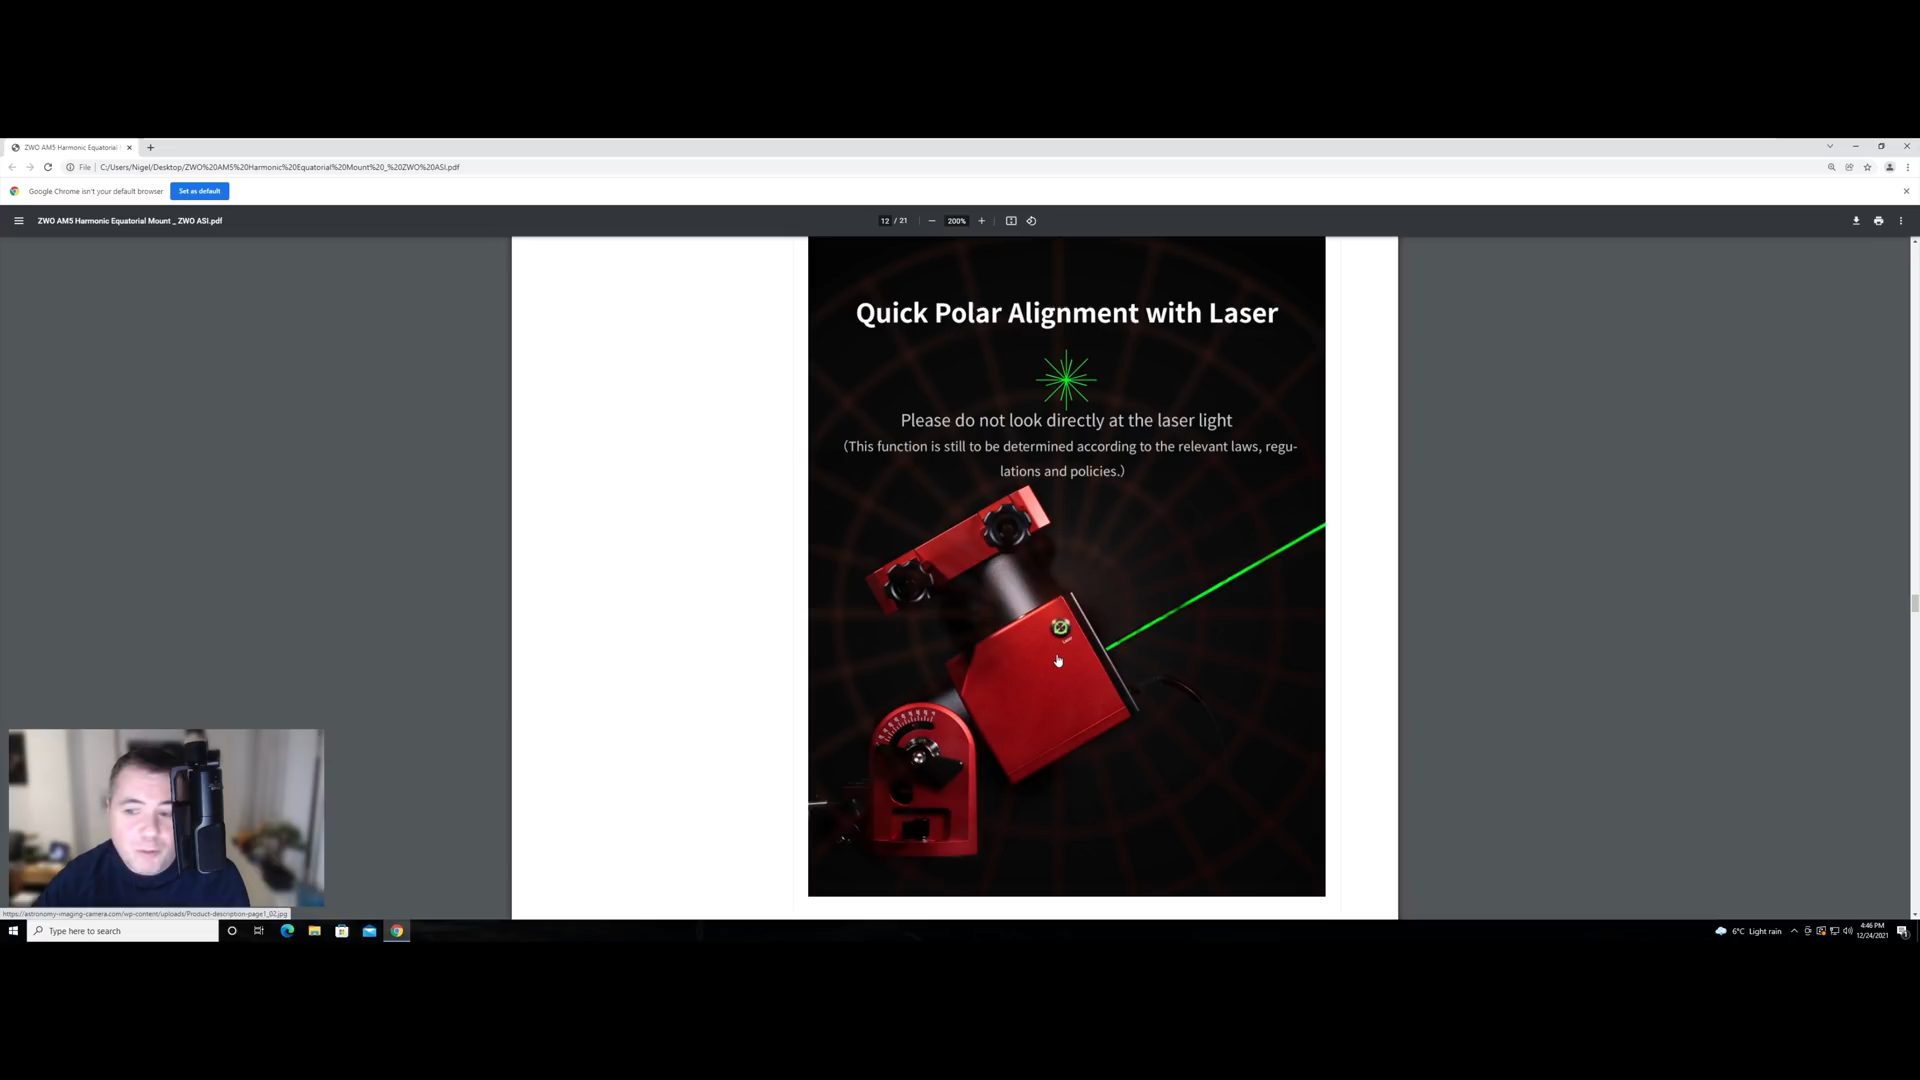 ZWO AM5 Harmonic Equatorial
File
C:/Users/Nigel/Desktop/ZWO%20AM5%20Harmonic%20Equatorial%20Mount%20_%20ZWO%20ASI.pdf
Google Chrome isn't your default browser
Set as default
ZWO AM5 Harmonic Equatorial Mount _ ZWO ASI.pdf
12 / 21
200%
Quick Polar Alignment with Laser
Please do not look directly at the laser light
(This function is still to be determined according to the relevant laws, regu-
lations and policies.)
Laser
https://astronomy-imaging-camera.com/wp-content/uploads/Product-description-page1_02.jpg
Type here to search
6°C Light rain
4:46 PM
12/24/2021